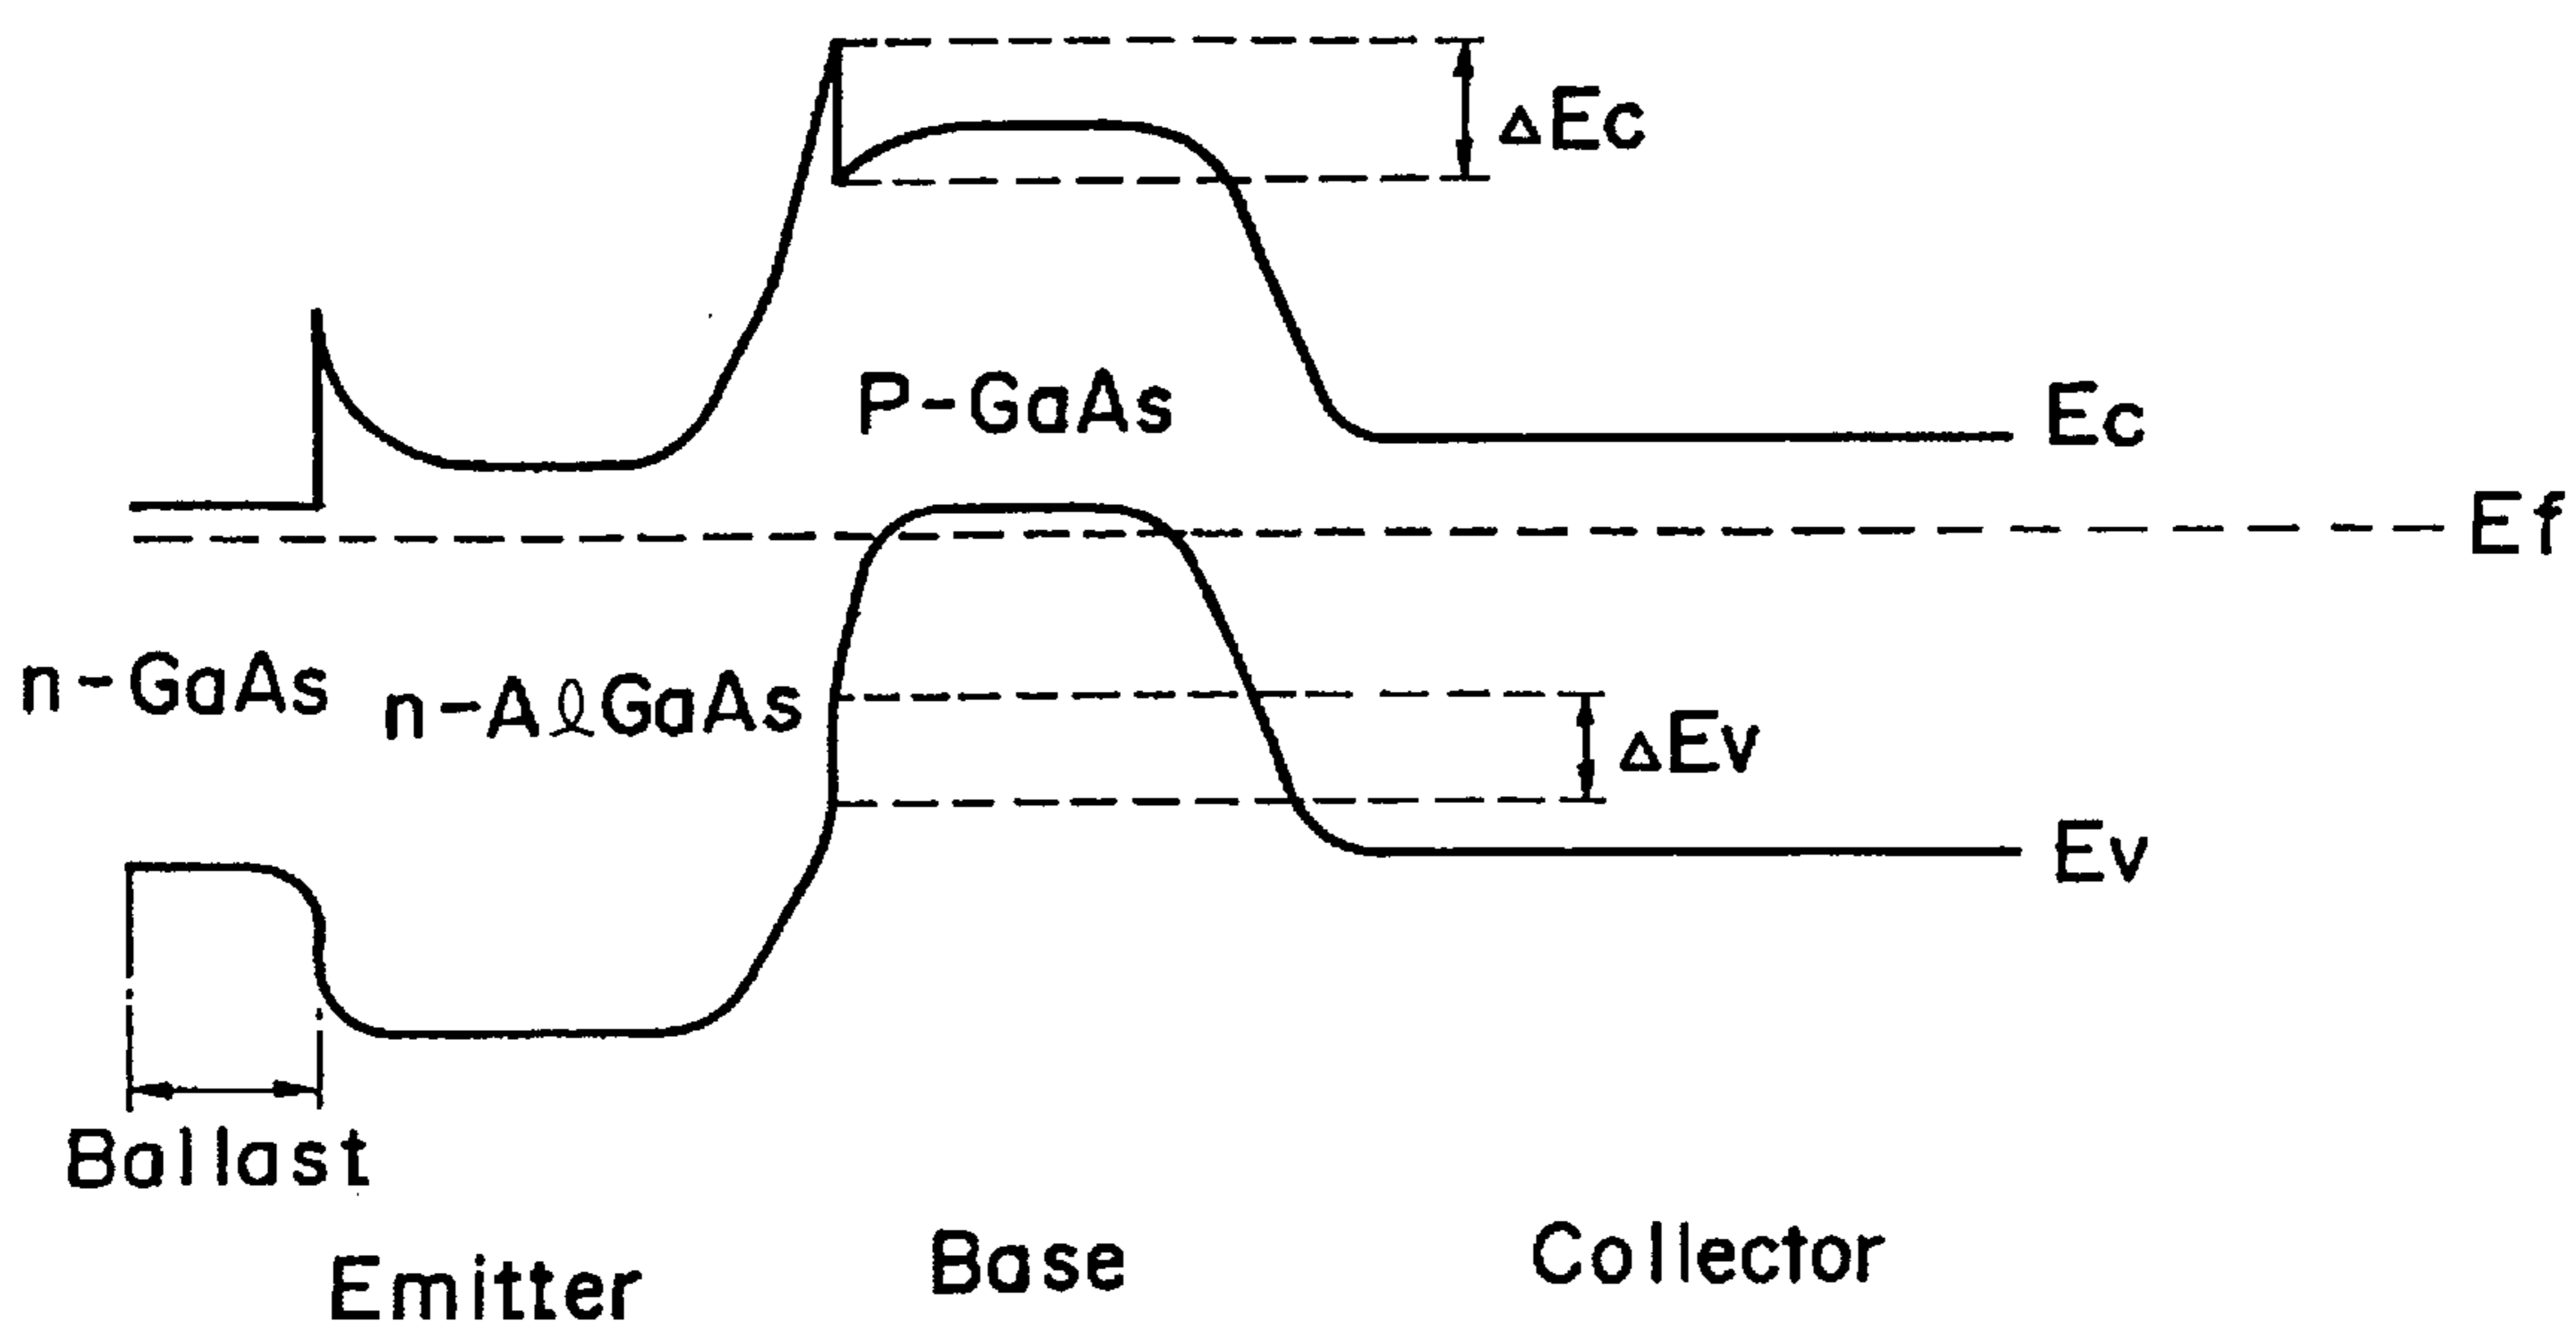 ΔEc
P-GaAs
Ec
Ef
n-GaAs
n-AℓGaAs
ΔEv
Ev
Ballast
Emitter
Base
Collector